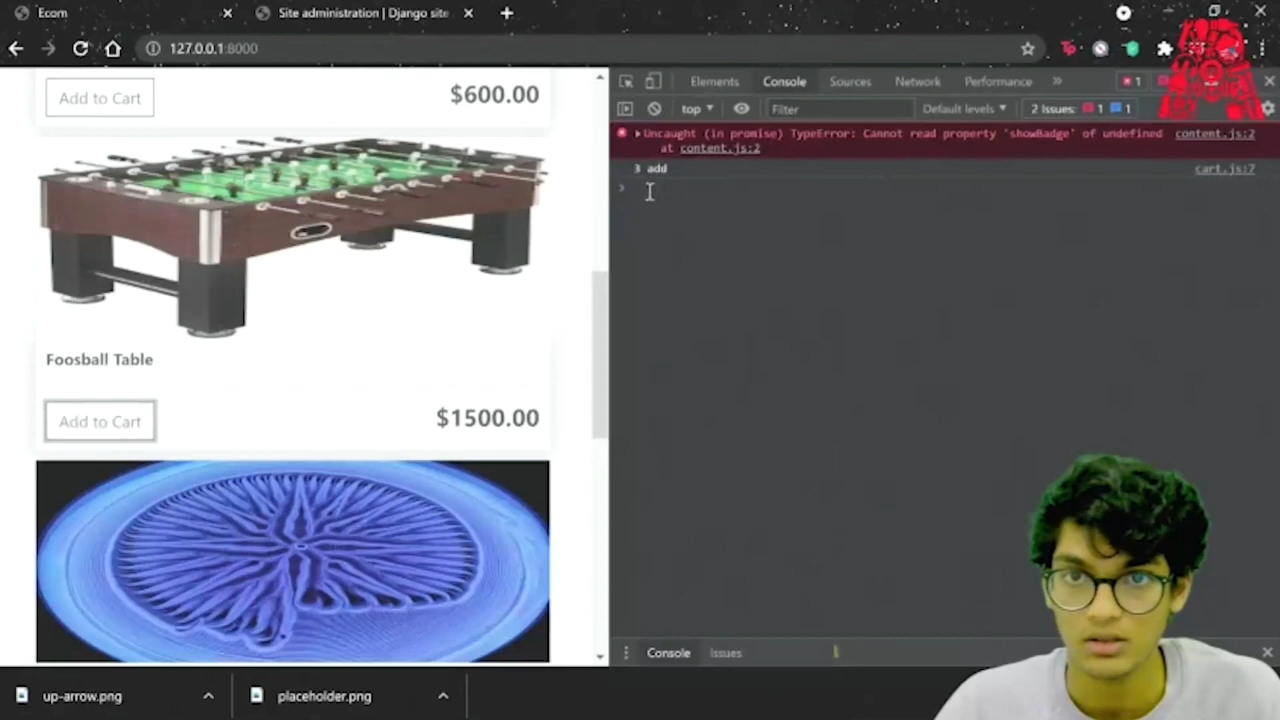 Ecom
Site administration | Django site
127.0.0.1:8000
Add to Cart
$600.00
Foosball Table
Add to Cart
$1500.00
Elements Console Sources Network Performance » 1
top Filter Default levels 2 Issues: 1 1
Uncaught (in promise) TypeError: Cannot read property 'showBadge' of undefined content.js:2
at content.js:2
3 add cart.js:7
Console Issues
up-arrow.png
placeholder.png